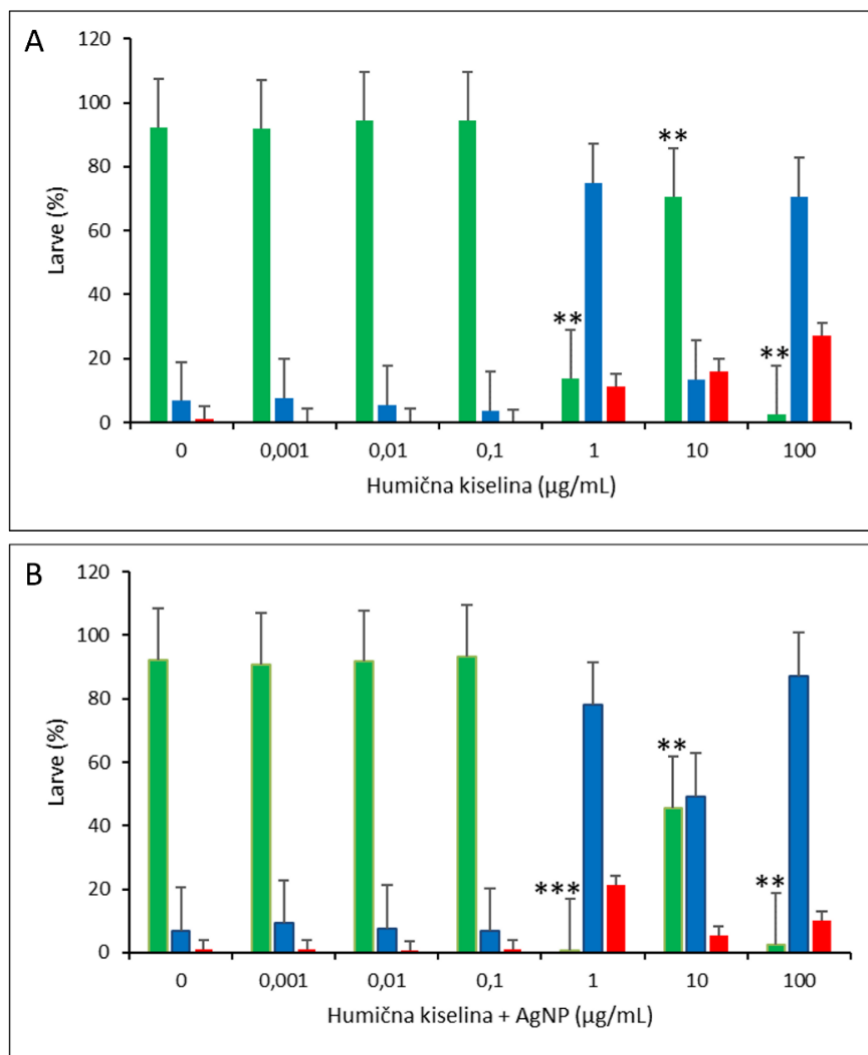 A
120
100
80
60
40
20
0
Larve (%)
** ** **
0 0,001 0,01 0,1 1 10 100
Humična kiselina (µg/mL)
B
120
100
80
60
40
20
0
Larve (%)
*** ** **
0 0,001 0,01 0,1 1 10 100
Humična kiselina + AgNP (µg/mL)